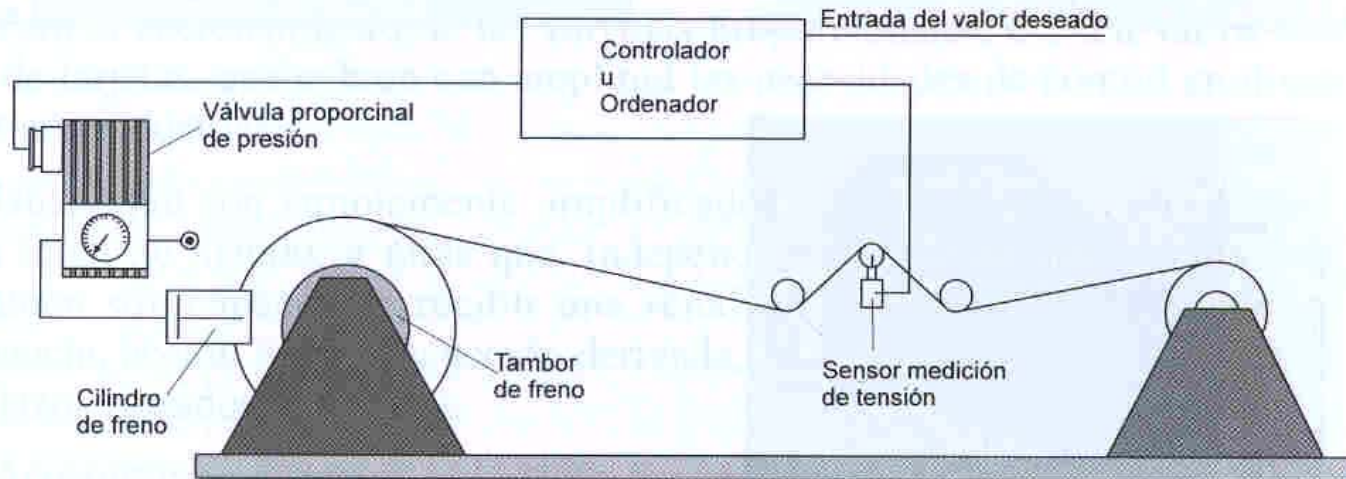 Entrada del valor deseado
Controlador
u
Ordenador
Válvula proporcinal
de presión
Tambor
de freno
Sensor medición
de tensión
Cilindro
de freno